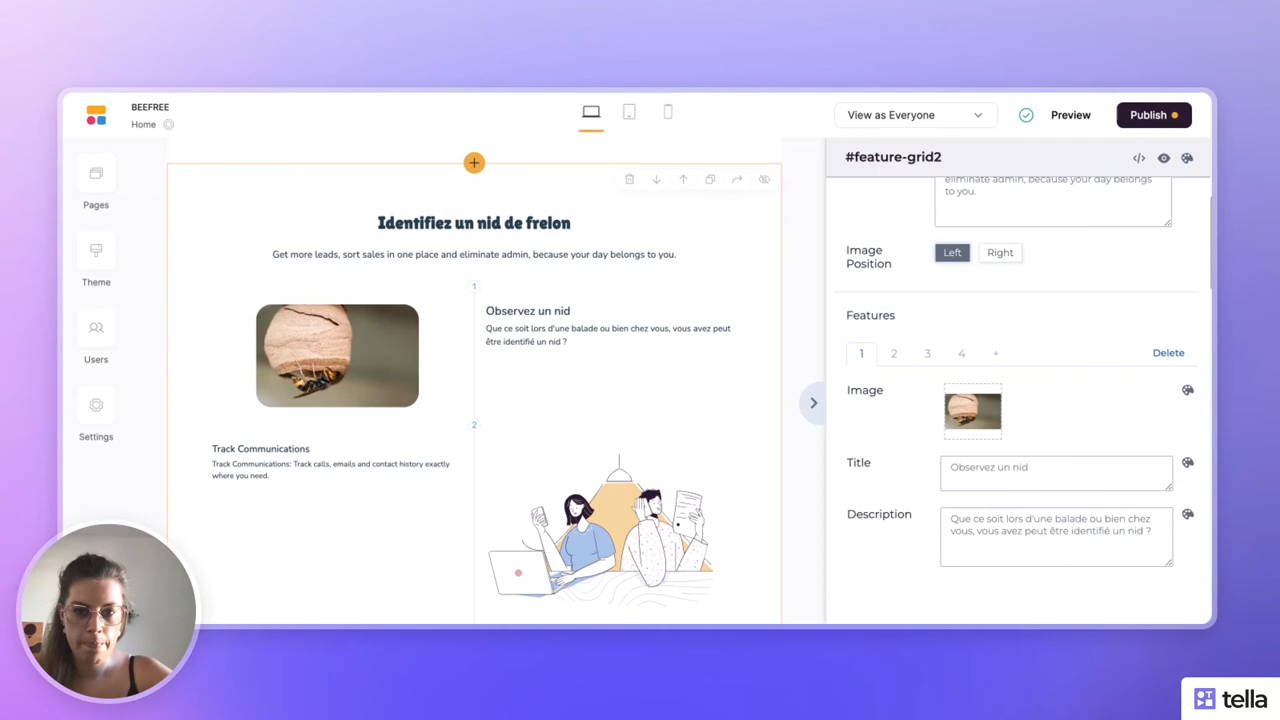 BEEFREE
Home
View as Everyone
Preview
Publish
Pages
Theme
Users
Settings
Identifiez un nid de frelon
Get more leads, sort sales in one place and eliminate admin, because your day belongs to you.
1
Observez un nid
Que ce soit lors d'une balade ou bien chez vous, vous avez peut
être identifié un nid ?
2
Track Communications
Track Communications: Track calls, emails and contact history exactly
where you need.
#feature-grid2
eliminate admin, because your day belongs
to you.
Image
Position
Left
Right
Features
1
2
3
4
+
Delete
Image
Title
Observez un nid
Description
Que ce soit lors d'une balade ou bien chez
vous, vous avez peut être identifié un nid ?
tella